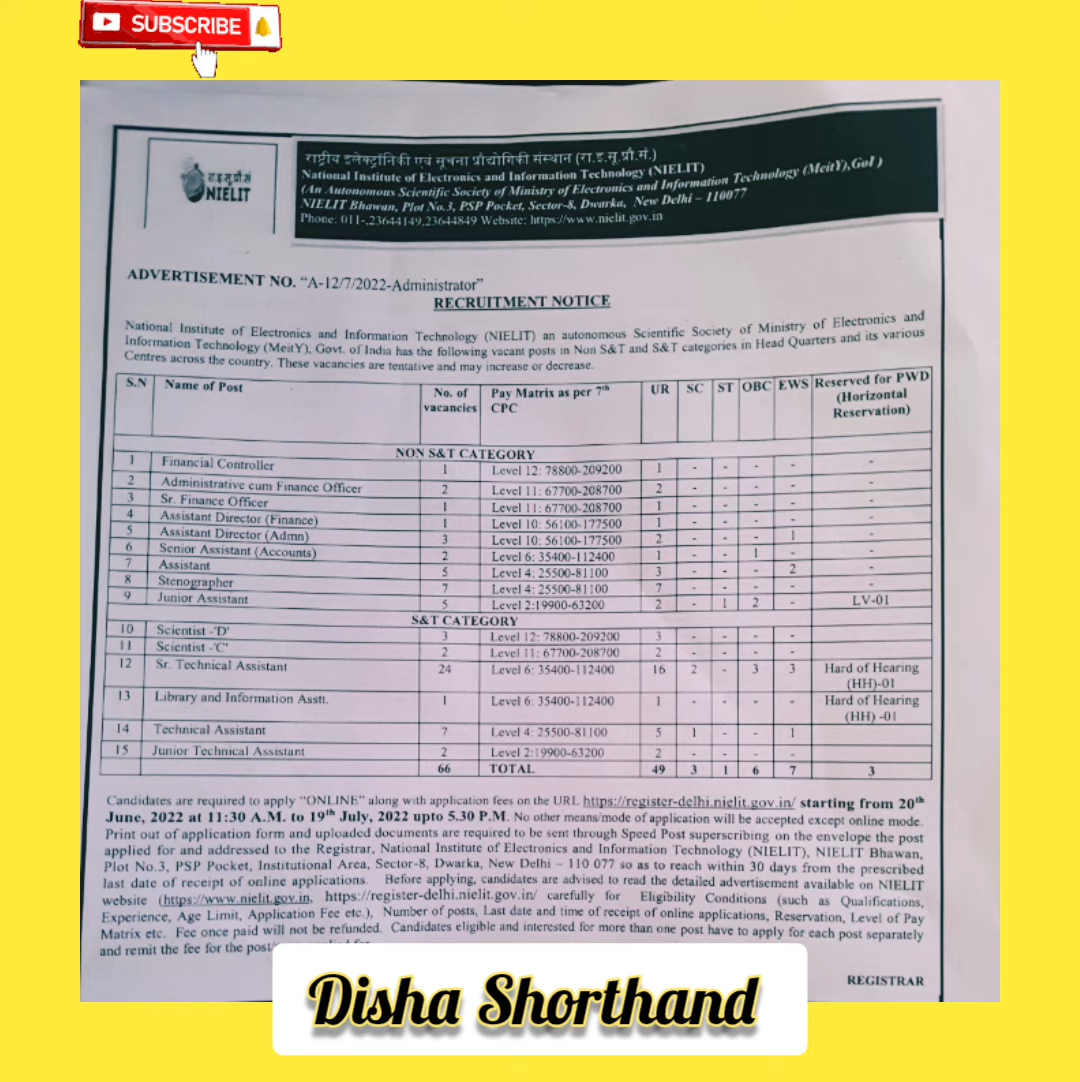 SUBSCRIBE
रा.इ.सू.प्रौ.सं
NIELIT
राष्ट्रीय इलेक्ट्रॉनिकी एवं सूचना प्रौद्योगिकी संस्थान (रा.इ.सू.प्रौ.सं.)
National Institute of Electronics and Information Technology (NIELIT)
(An Autonomous Scientific Society of Ministry of Electronics and Information Technology (MeitY),GoI )
NIELIT Bhawan, Plot No.3, PSP Pocket, Sector-8, Dwarka, New Delhi – 110077
Phone: 011-,23644149,23644849 Website: https://www.nielit.gov.in
ADVERTISEMENT NO. “A-12/7/2022-Administrator”
RECRUITMENT NOTICE
National Institute of Electronics and Information Technology (NIELIT) an autonomous Scientific Society of Ministry of Electronics and
Information Technology (MeitY), Govt. of India has the following vacant posts in Non S&T and S&T categories in Head Quarters and its various
Centres across the country. These vacancies are tentative and may increase or decrease.
S.N Name of Post No. of vacancies Pay Matrix as per 7th CPC UR SC ST OBC EWS Reserved for PWD (Horizontal Reservation)
NON S&T CATEGORY
1 Financial Controller 1 Level 12: 78800-209200 1 - - - - -
2 Administrative cum Finance Officer 2 Level 11: 67700-208700 2 - - - - -
3 Sr. Finance Officer 1 Level 11: 67700-208700 1 - - - - -
4 Assistant Director (Finance) 1 Level 10: 56100-177500 1 - - - - -
5 Assistant Director (Admn) 3 Level 10: 56100-177500 2 - - - 1 -
6 Senior Assistant (Accounts) 2 Level 6: 35400-112400 1 - - 1 - -
7 Assistant 5 Level 4: 25500-81100 3 - - - 2 -
8 Stenographer 7 Level 4: 25500-81100 7 - - - - -
9 Junior Assistant 5 Level 2:19900-63200 2 - 1 2 - LV-01
S&T CATEGORY
10 Scientist -'D' 3 Level 12: 78800-209200 3 - - - -
11 Scientist -'C' 2 Level 11: 67700-208700 2 - - - -
12 Sr. Technical Assistant 24 Level 6: 35400-112400 16 2 - 3 3 Hard of Hearing (HH)-01
13 Library and Information Asstt. 1 Level 6: 35400-112400 1 - - - - Hard of Hearing (HH) -01
14 Technical Assistant 7 Level 4: 25500-81100 5 1 - - 1
15 Junior Technical Assistant 2 Level 2:19900-63200 2 - - - -
66 TOTAL 49 3 1 6 7 3
Candidates are required to apply “ONLINE” along with application fees on the URL https://register-delhi.nielit.gov.in/ starting from 20th
June, 2022 at 11:30 A.M. to 19th July, 2022 upto 5.30 P.M. No other means/mode of application will be accepted except online mode.
Print out of application form and uploaded documents are required to be sent through Speed Post superscribing on the envelope the post
applied for and addressed to the Registrar, National Institute of Electronics and Information Technology (NIELIT), NIELIT Bhawan,
Plot No.3, PSP Pocket, Institutional Area, Sector-8, Dwarka, New Delhi – 110 077 so as to reach within 30 days from the prescribed
last date of receipt of online applications. Before applying, candidates are advised to read the detailed advertisement available on NIELIT
website (https://www.nielit.gov.in, https://register-delhi.nielit.gov.in/ carefully for Eligibility Conditions (such as Qualifications,
Experience, Age Limit, Application Fee etc.), Number of posts, Last date and time of receipt of online applications, Reservation, Level of Pay
Matrix etc. Fee once paid will not be refunded. Candidates eligible and interested for more than one post have to apply for each post separately
and remit the fee for the post/
REGISTRAR
Disha Shorthand